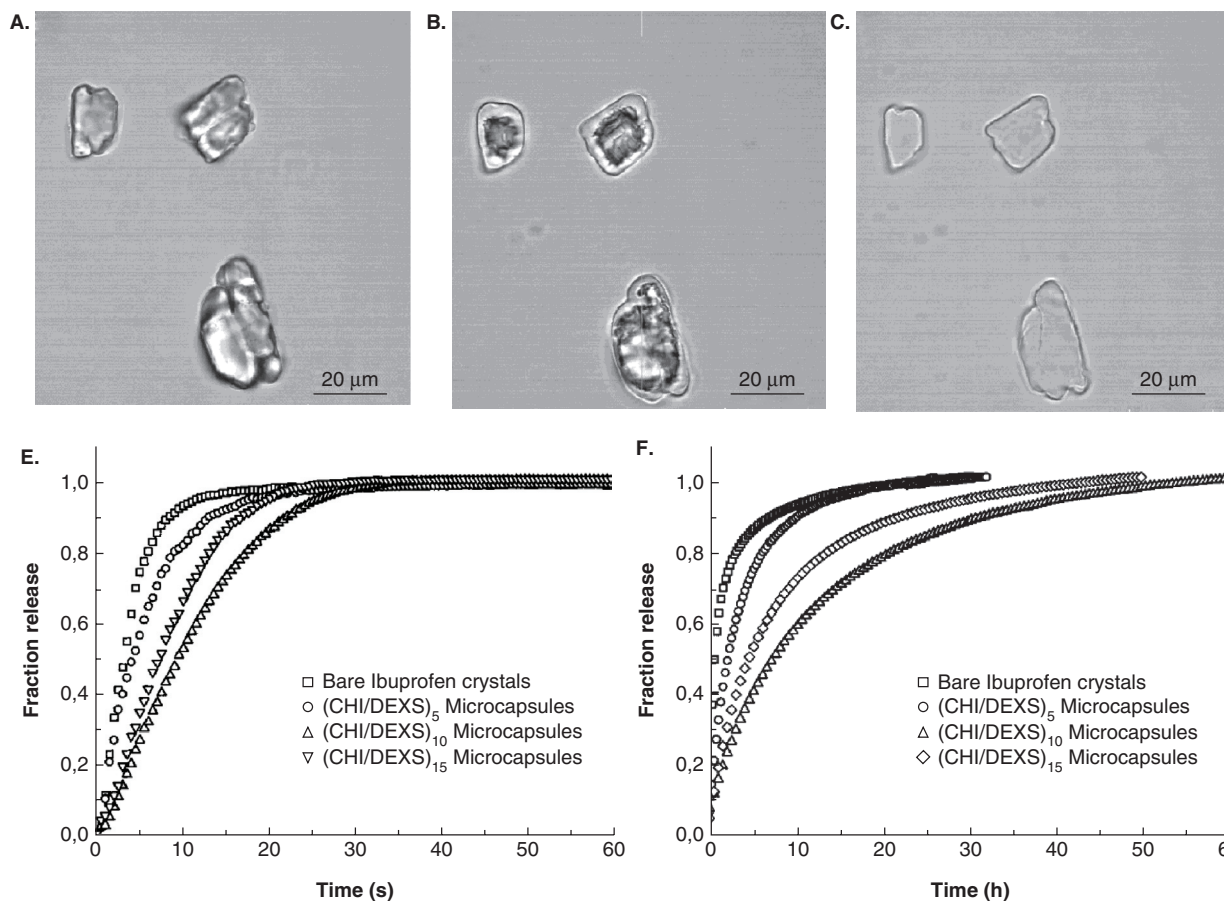 A.
B.
C.
20 μm
20 μm
20 μm
E.
F.
1,0
0,8
0,6
0,4
0,2
0,0
Fraction release
□ Bare Ibuprofen crystals
○ (CHI/DEXS)5 Microcapsules
△ (CHI/DEXS)10 Microcapsules
▽ (CHI/DEXS)15 Microcapsules
0 10 20 30 40 50 60
Time (s)
1,0
0,8
0,6
0,4
0,2
0,0
Fraction release
□ Bare Ibuprofen crystals
○ (CHI/DEXS)5 Microcapsules
△ (CHI/DEXS)10 Microcapsules
◇ (CHI/DEXS)15 Microcapsules
0 10 20 30 40 50 6
Time (h)